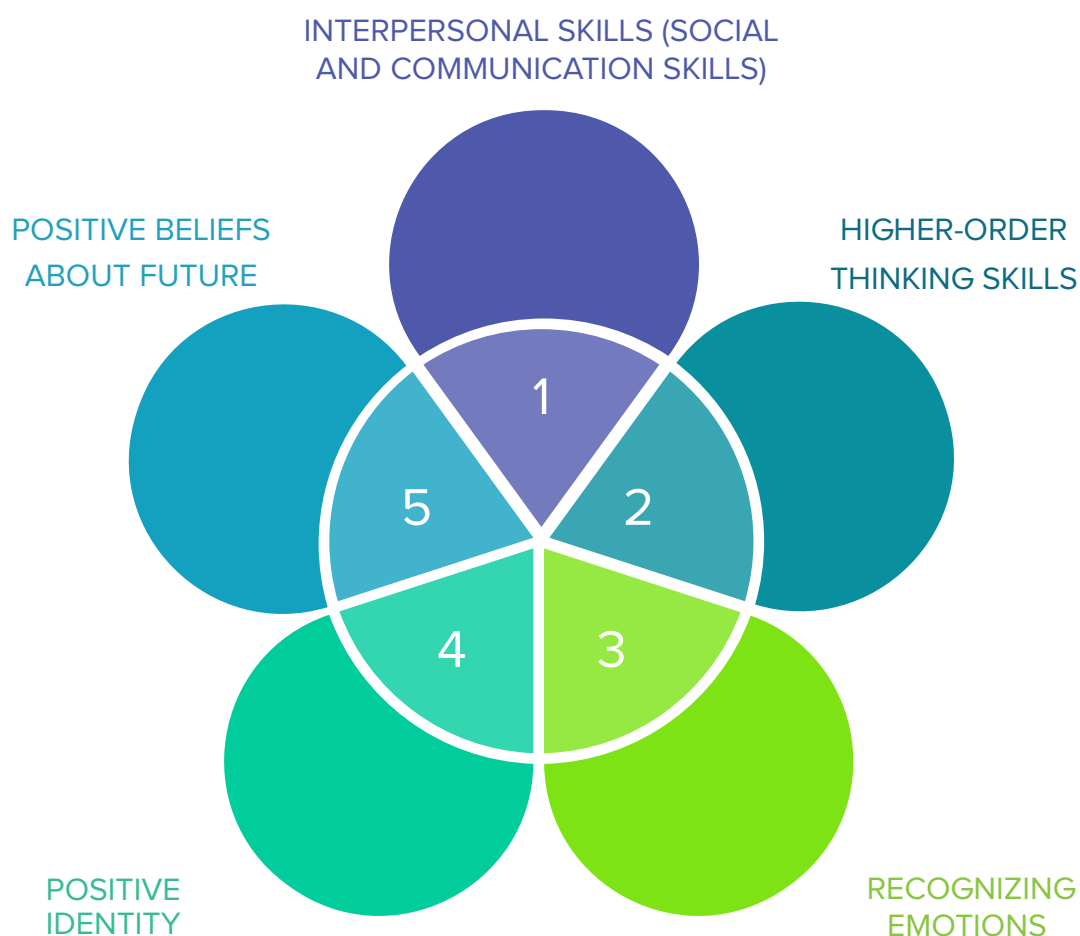 INTERPERSONAL SKILLS (SOCIAL
AND COMMUNICATION SKILLS)
POSITIVE BELIEFS
ABOUT FUTURE
HIGHER-ORDER
THINKING SKILLS
1
5
2
4
3
POSITIVE
IDENTITY
RECOGNIZING
EMOTIONS